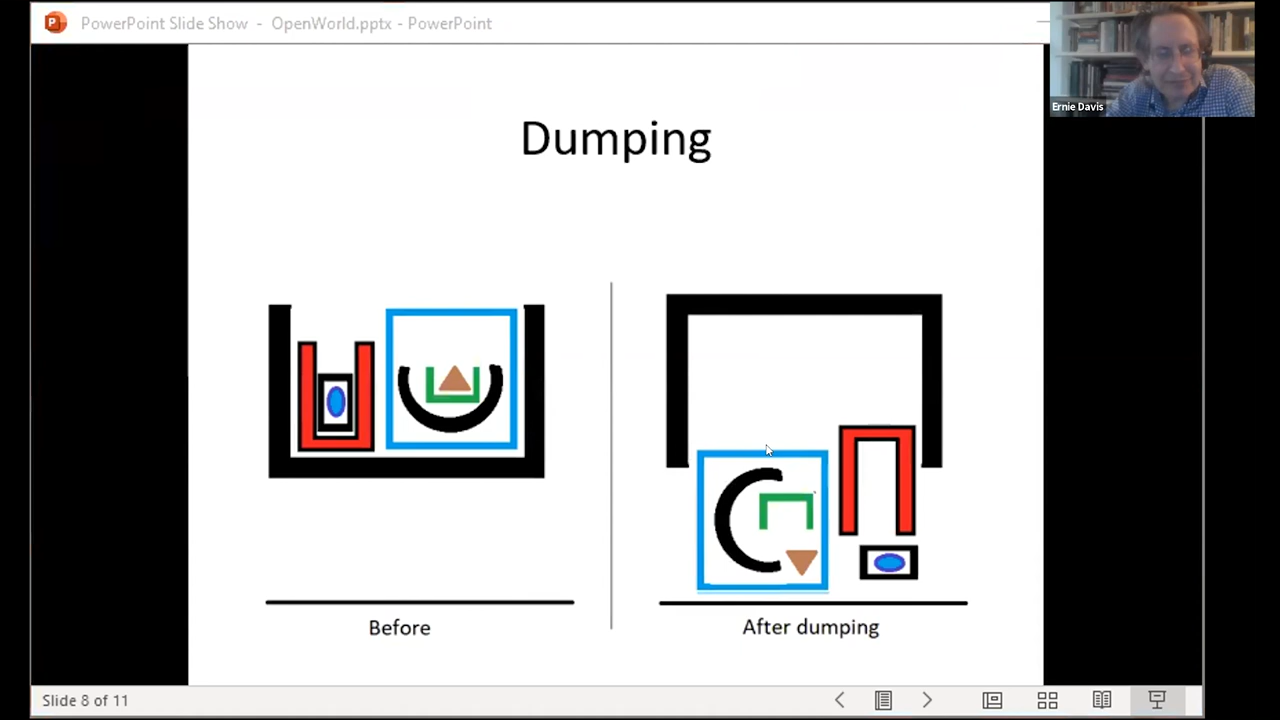 PowerPoint Slide Show - OpenWorld.pptx - PowerPoint
Ernie Davis
Dumping
Before
After dumping
Slide 8 of 11